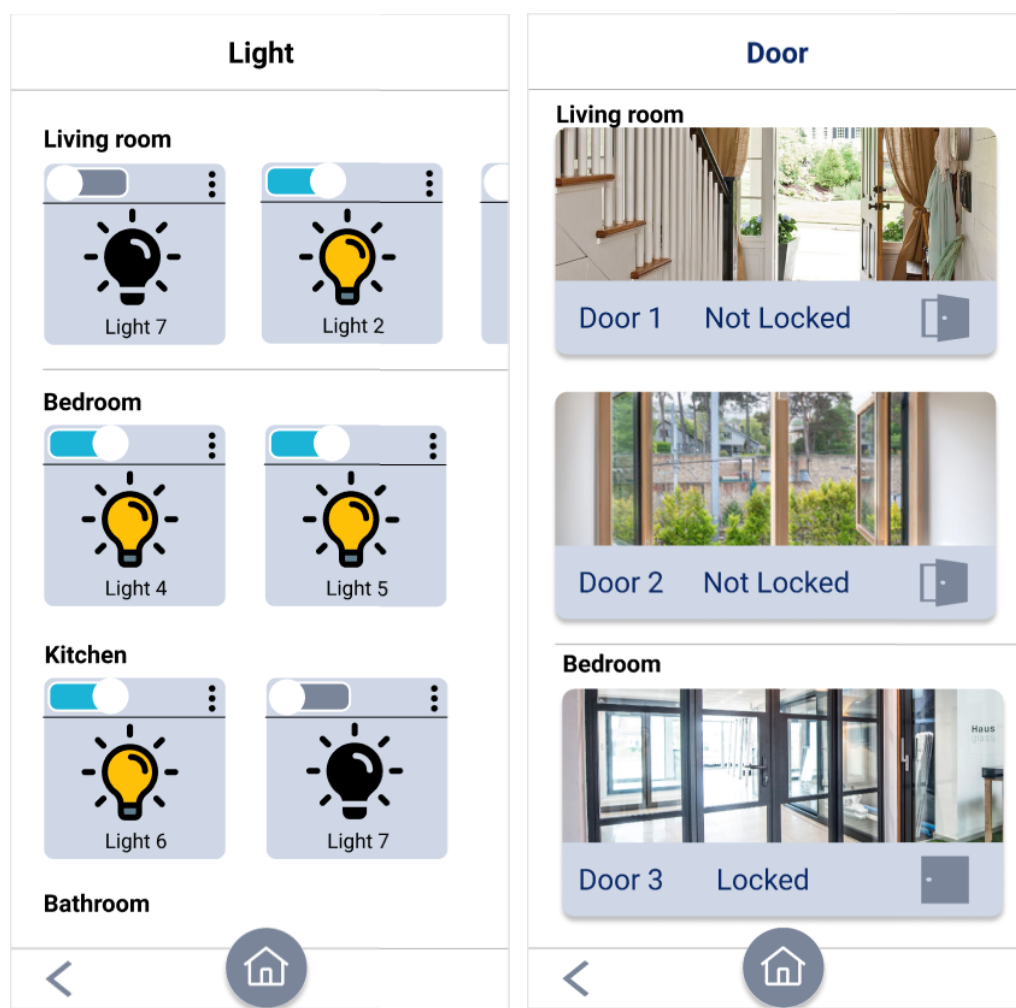 Light
Living room
Light 7
Light 2
Bedroom
Light 4
Light 5
Kitchen
Light 6
Light 7
Bathroom
Door
Living room
Door 1 Not Locked
Door 2 Not Locked
Bedroom
Haus
Door 3 Locked